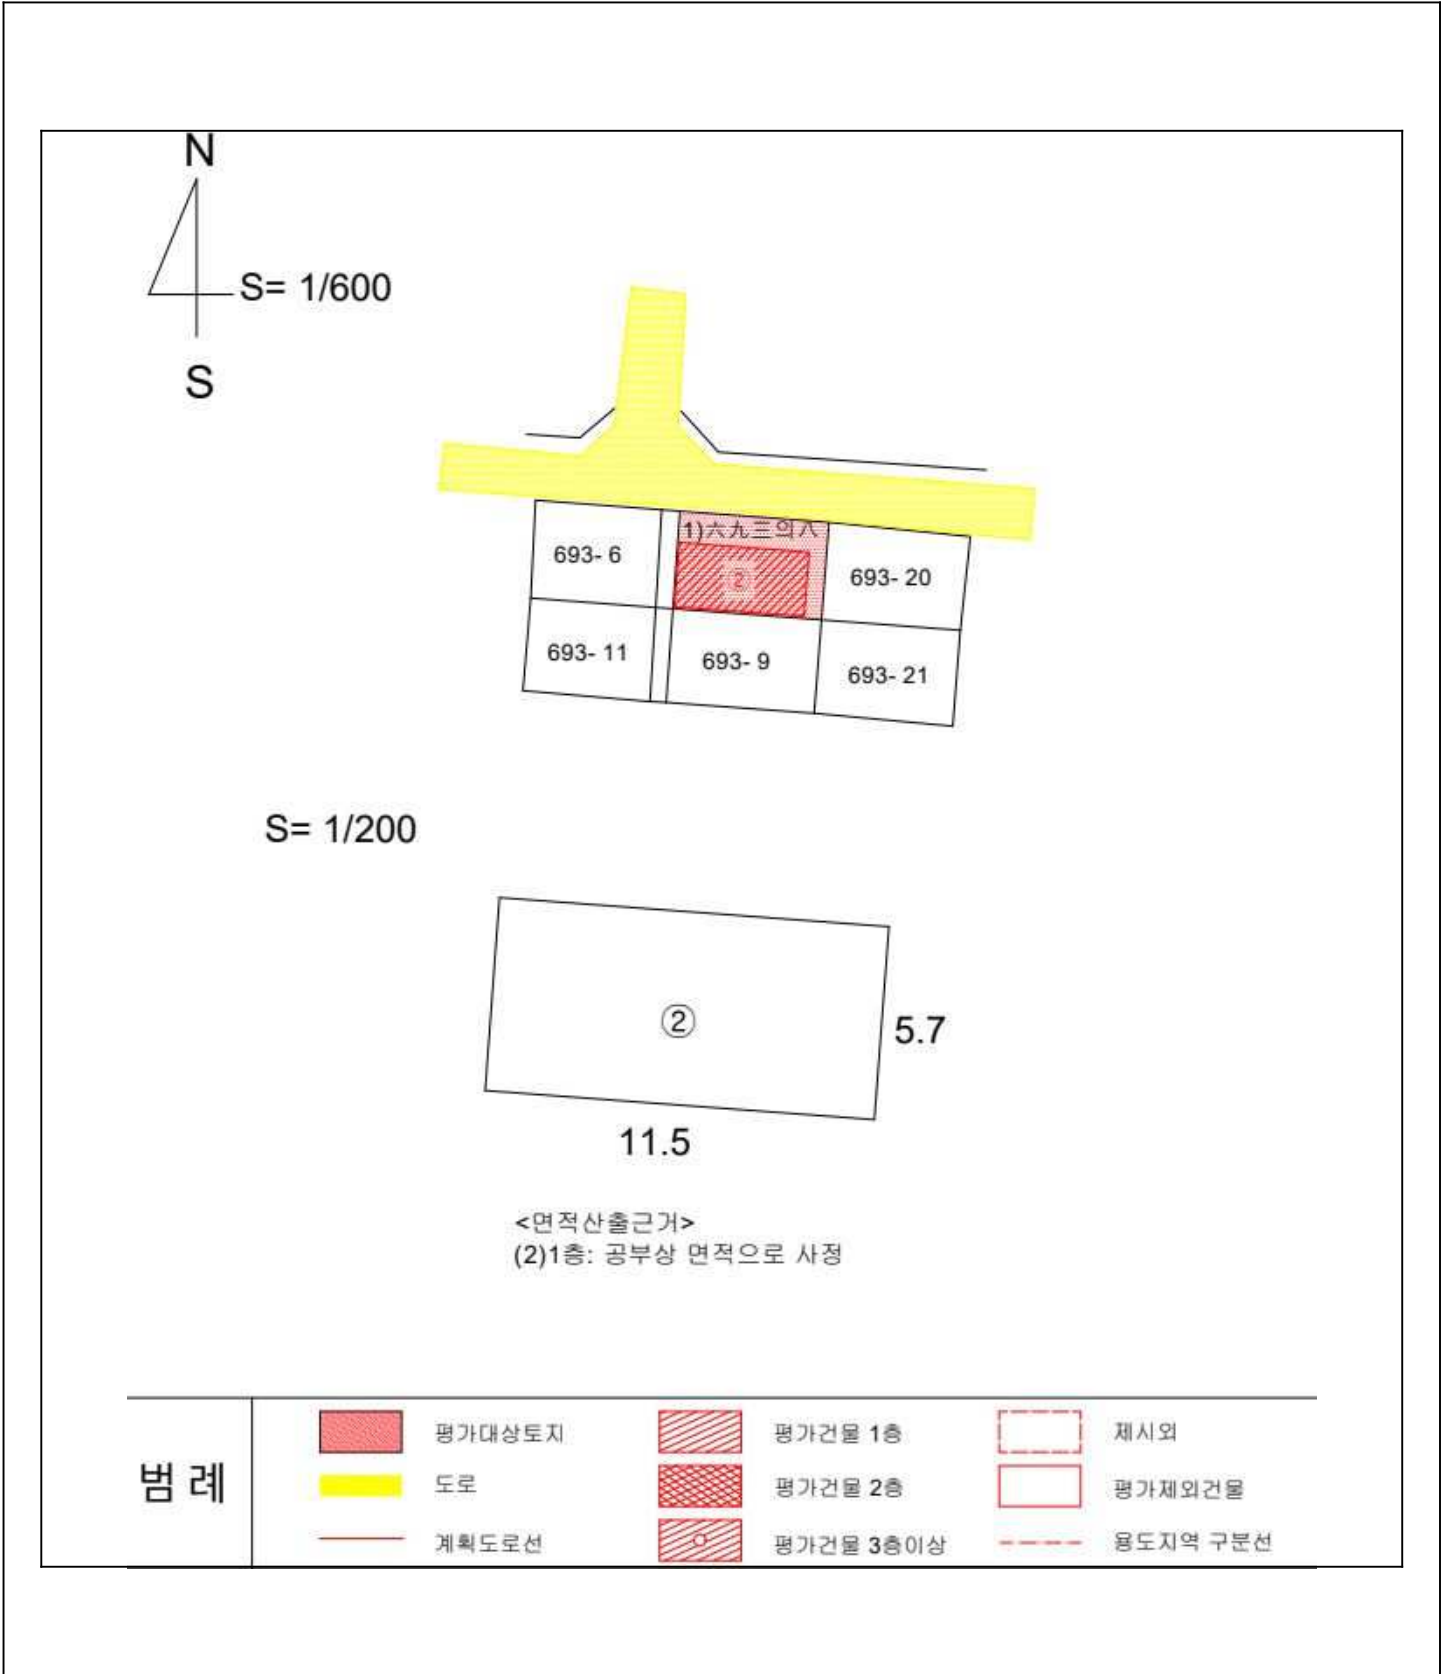 N
S= 1/600
S
1)六九三의八
693- 6
②
693- 20
693- 11
693- 9
693- 21
S= 1/200
②
5.7
11.5
<면적산출근거>
(2)1층: 공부상 면적으로 사정
범 례
평가대상토지
평가건물 1층
제시외
도로
평가건물 2층
평가제외건물
계획도로선
평가건물 3층이상
용도지역 구분선